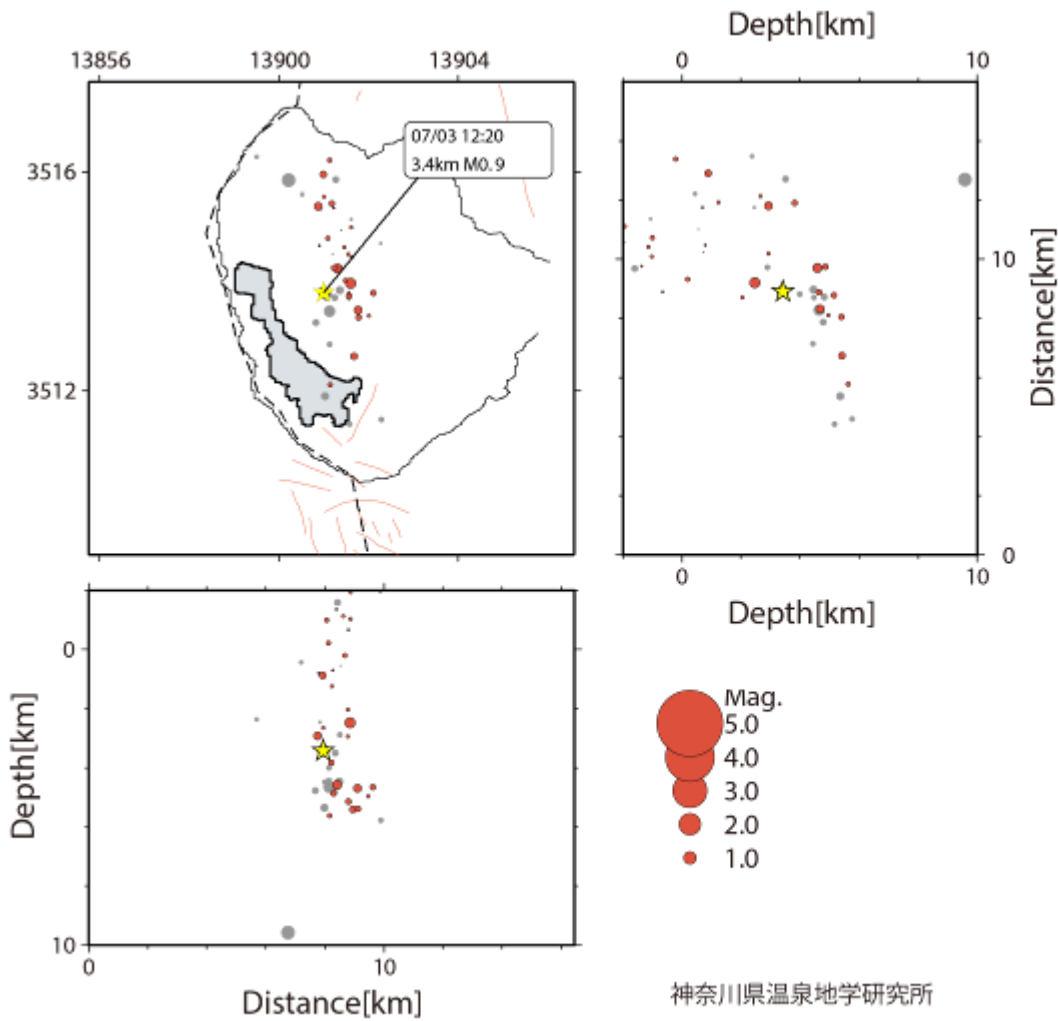 Depth[km]
13856 13900 13904
0 10
07/03 12:20
3.4km M0.9
3516
3512
10
0
Distance[km]
0 10
Depth[km]
0
10
Depth[km]
0 10
Distance[km]
Mag.
5.0
4.0
3.0
2.0
1.0
神奈川県温泉地学研究所